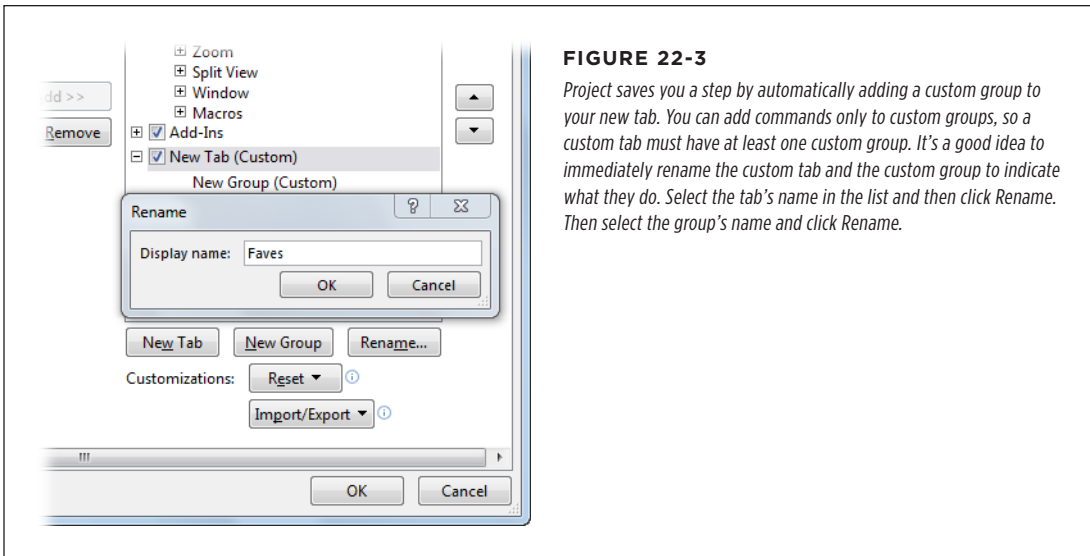 Zoom
Split View
Window
Macros
Add-Ins
New Tab (Custom)
New Group (Custom)
dd >>
Remove
Rename
Display name: Faves
OK Cancel
New Tab New Group Rename...
Customizations: Reset
Import/Export
OK Cancel
FIGURE 22-3
Project saves you a step by automatically adding a custom group to
your new tab. You can add commands only to custom groups, so a
custom tab must have at least one custom group. It's a good idea to
immediately rename the custom tab and the custom group to indicate
what they do. Select the tab's name in the list and then click Rename.
Then select the group's name and click Rename.